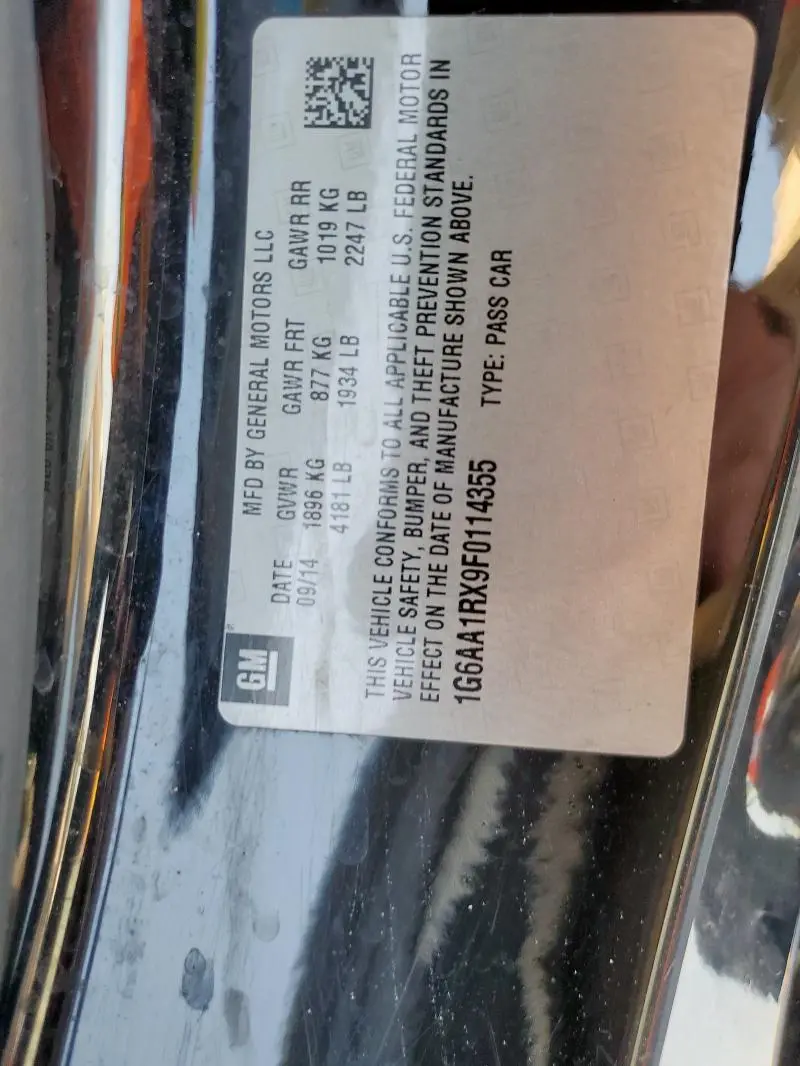 GM
MFD BY GENERAL MOTORS LLC
DATE GVWR GAWR FRT GAWR RR
09/14 1896 KG 877 KG 1019 KG
4181 LB 1934 LB 2247 LB
THIS VEHICLE CONFORMS TO ALL APPLICABLE U.S. FEDERAL MOTOR
VEHICLE SAFETY, BUMPER, AND THEFT PREVENTION STANDARDS IN
EFFECT ON THE DATE OF MANUFACTURE SHOWN ABOVE.
1G6AA1RX9F0114355 TYPE: PASS CAR